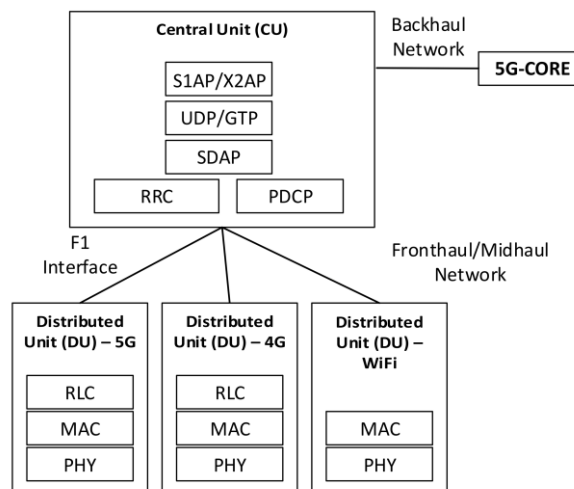 Central Unit (CU)
S1AP/X2AP
UDP/GTP
SDAP
RRC
PDCP
Backhaul
Network
5G-CORE
F1
Interface
Fronthaul/Midhaul
Network
Distributed
Unit (DU) – 5G
RLC
MAC
PHY
Distributed
Unit (DU) – 4G
RLC
MAC
PHY
Distributed
Unit (DU) –
WiFi
MAC
PHY